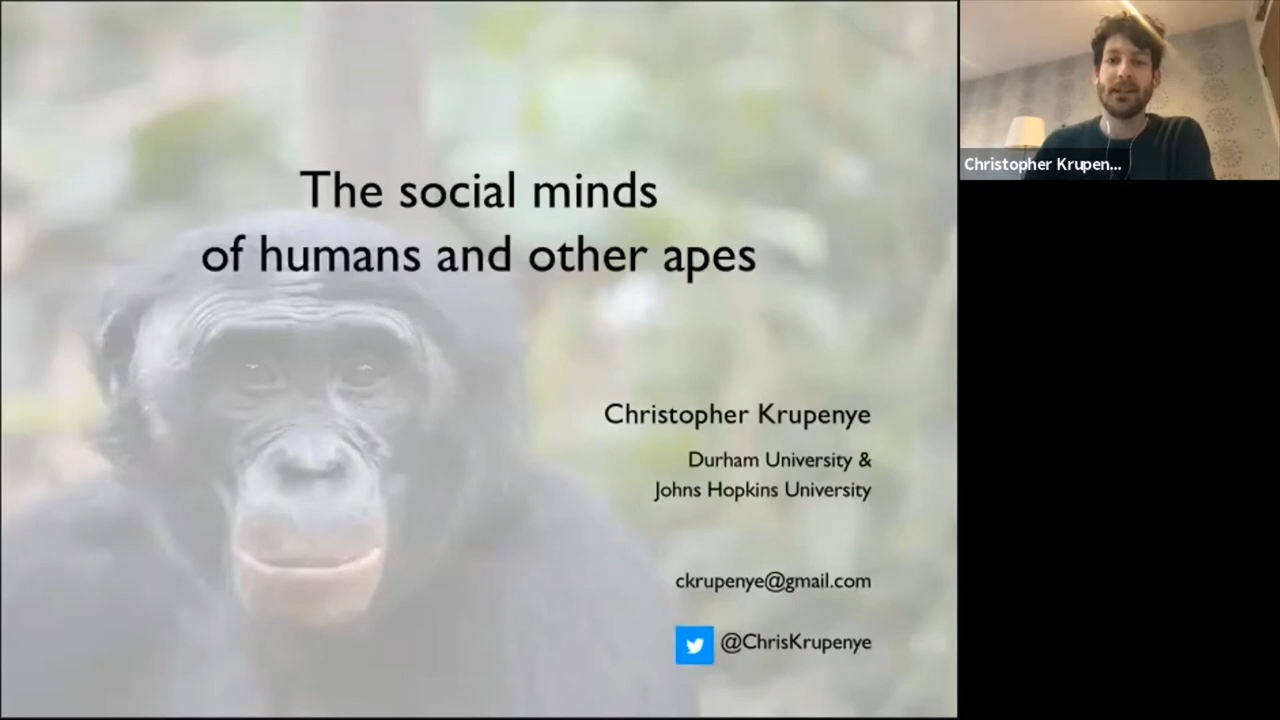 The social minds
of humans and other apes
Christopher Krupenye
Durham University &
Johns Hopkins University
ckrupenye@gmail.com
@ChrisKrupenye
Christopher Krupen...